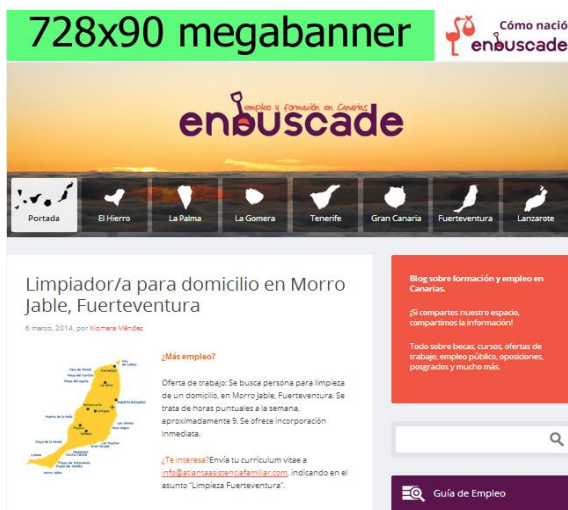 728x90 megabanner
Cómo nació
enbuscade
empleo y formación en Canarias
enbuscade
Portada
El Hierro
La Palma
La Gomera
Tenerife
Gran Canaria
Fuerteventura
Lanzarote
Limpiador/a para domicilio en Morro
Jable, Fuerteventura
6 marzo, 2014, por Xiomara Méndez
¿Más empleo?
Oferta de trabajo: Se busca persona para limpieza
de un domicilio, en Morro Jable, Fuerteventura. Se
trata de horas puntuales a la semana,
aproximadamente 9. Se ofrece incorporación
inmediata.
¿Te interesa?Envía tu currículum vitae a
info@atlantaasistenciafamiliar.com, indicando en el
asunto "Limpieza Fuerteventura".
PUERTO ROSARIO
Blog sobre formación y empleo en
Canarias.
¡Si compartes nuestro espacio,
compartimos la información!
Todo sobre becas, cursos, ofertas de
trabajo, empleo público, oposiciones,
posgrados y mucho más.
Guía de Empleo